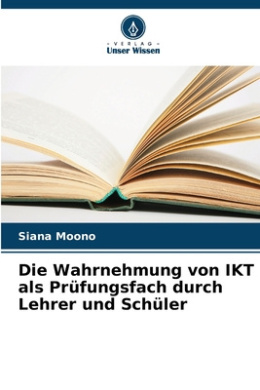 VERLAG
Unser Wissen
Siana Moono
Die Wahrnehmung von IKT
als Prüfungsfach durch
Lehrer und Schüler